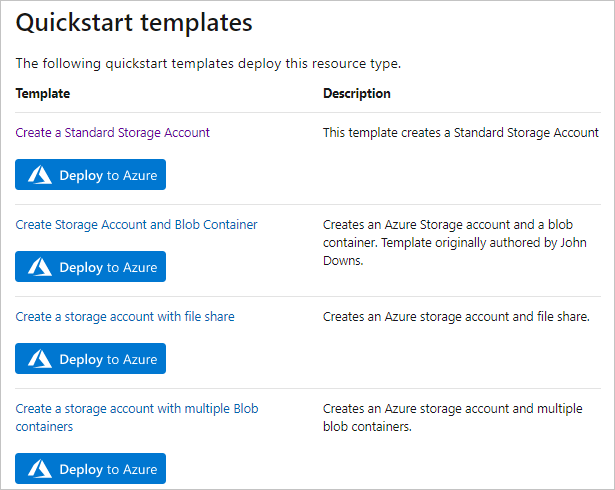 Quickstart templates
The following quickstart templates deploy this resource type.
Template Description
Create a Standard Storage Account This template creates a Standard Storage Account
Deploy to Azure
Create Storage Account and Blob Container Creates an Azure Storage account and a blob
container. Template originally authored by John
Downs.
Deploy to Azure
Create a storage account with file share Creates an Azure storage account and file share.
Deploy to Azure
Create a storage account with multiple Blob Creates an Azure storage account and multiple
containers blob containers.
Deploy to Azure